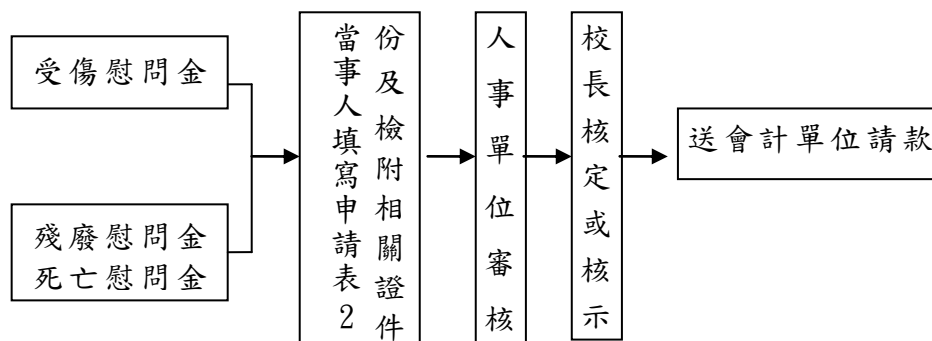 受傷慰問金
殘廢慰問金
死亡慰問金
當事人填寫申請表2
份及檢附相關證件
人事單位審核
校長核定或核示
送會計單位請款